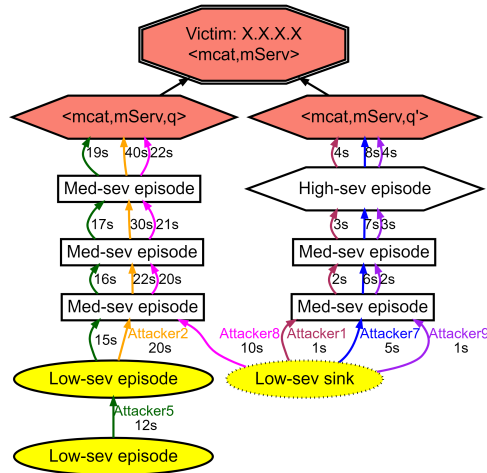 Victim: X.X.X.X
<mcat,mServ>
<mcat,mServ,q>
<mcat,mServ,q'>
19s
40s
22s
4s
8s
4s
Med-sev episode
High-sev episode
17s
30s
21s
3s
7s
3s
Med-sev episode
Med-sev episode
16s
22s
20s
2s
6s
2s
Med-sev episode
Med-sev episode
15s
Attacker2
20s
Attacker8
10s
Attacker1
1s
Attacker7
5s
Attacker9
1s
Low-sev episode
Low-sev sink
Attacker5
12s
Low-sev episode